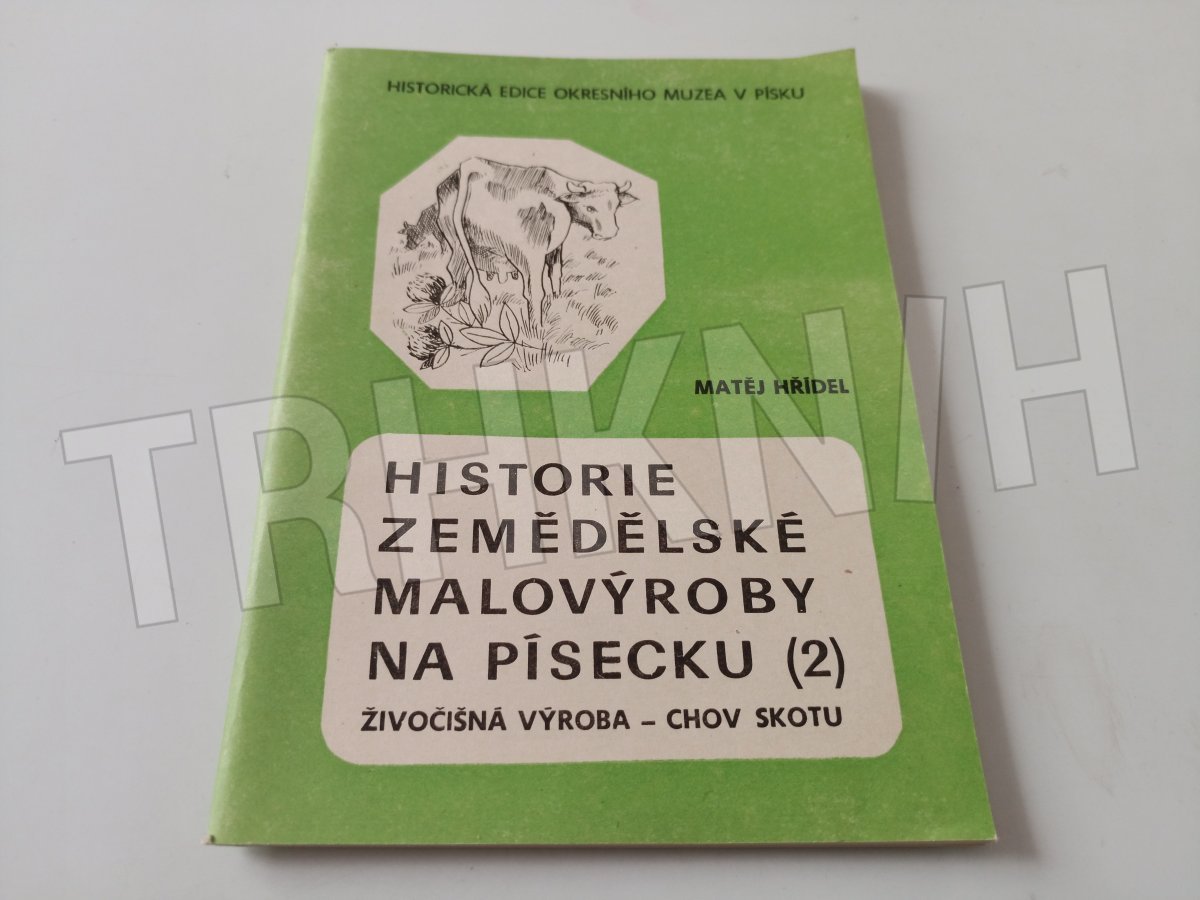 HISTORICKÁ EDICE OKRESNÍHO MUZEA V PÍSKU
MATĚJ HŘÍDEL
HISTORIE
ZEMĚDĚLSKÉ
MALOVÝROBY
NA PÍSECKU (2)
ŽIVOČIŠNÁ VÝROBA – CHOV SKOTU
TRHKNIH